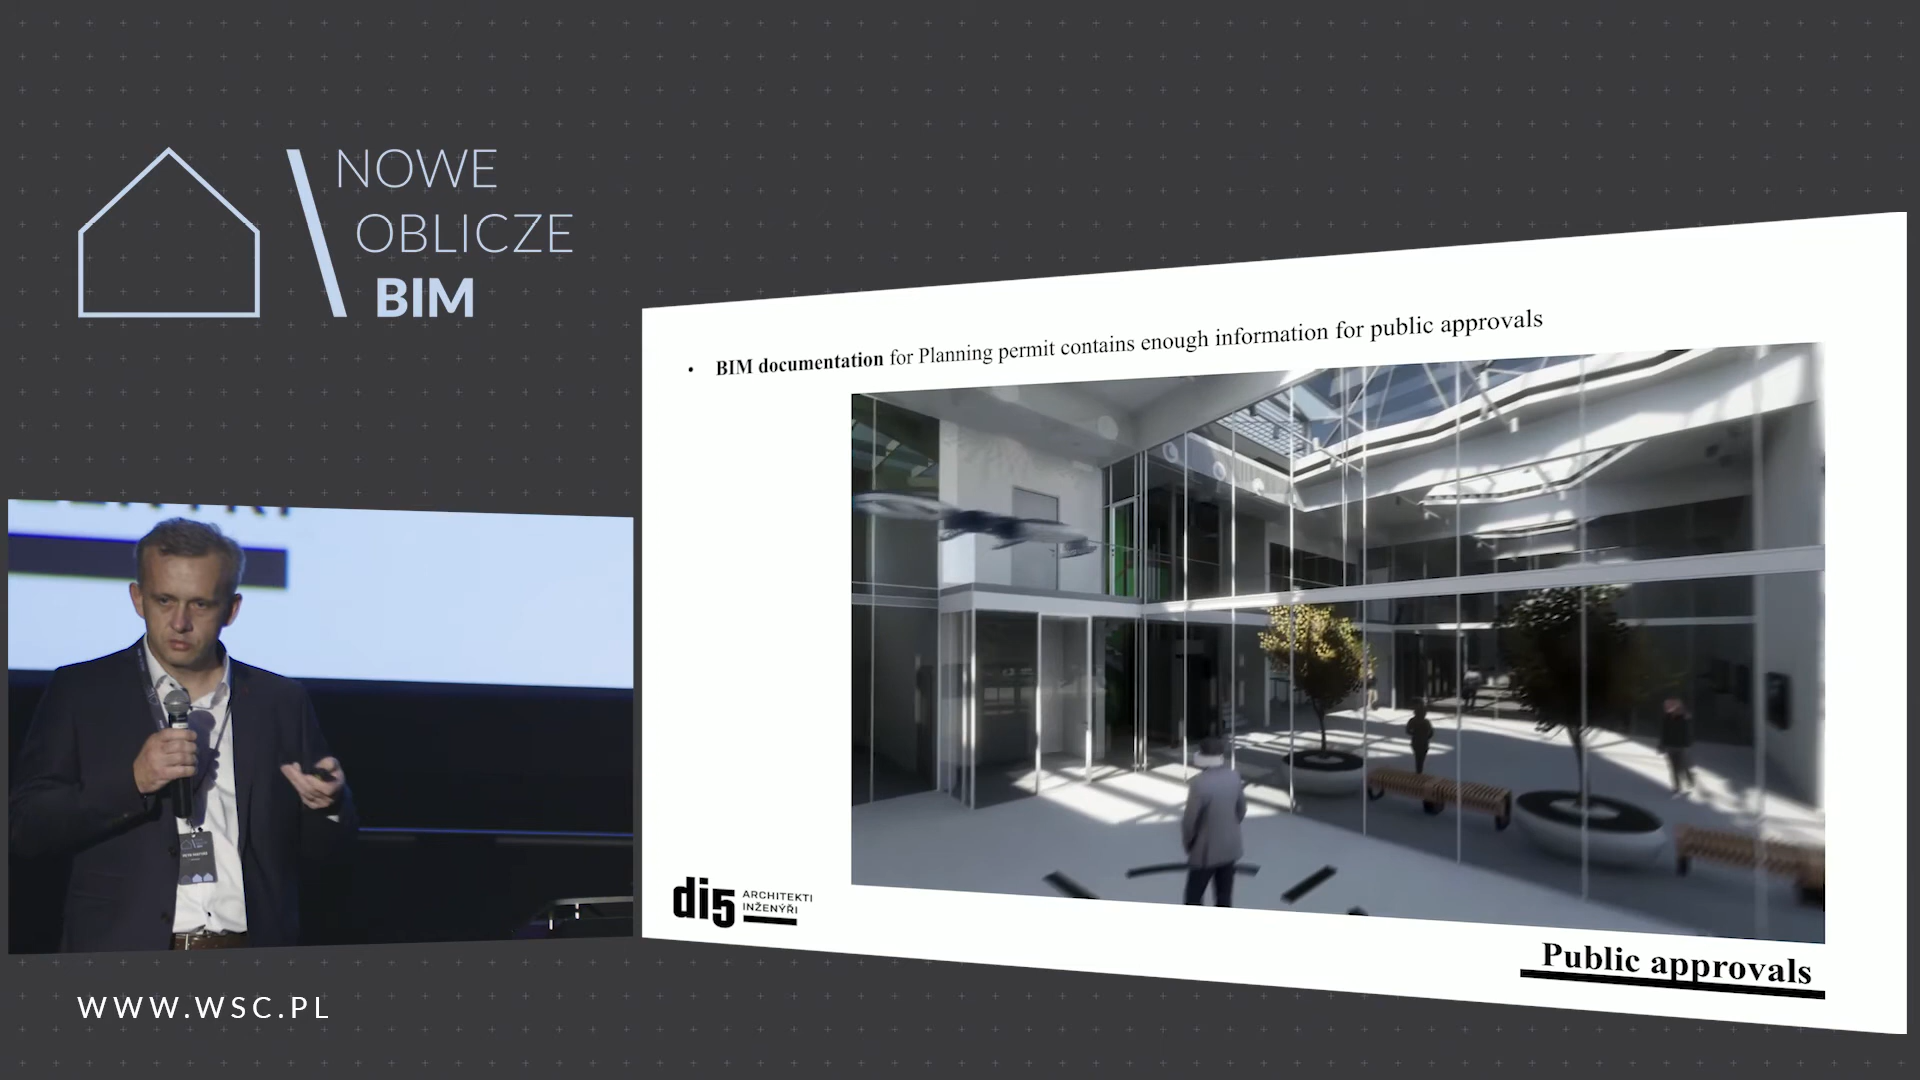 NOWE
OBLICZE
BIM
• BIM documentation for Planning permit contains enough information for public approvals
di5 ARCHITEKTI
INŽENÝŘI
Public approvals
WWW.WSC.PL